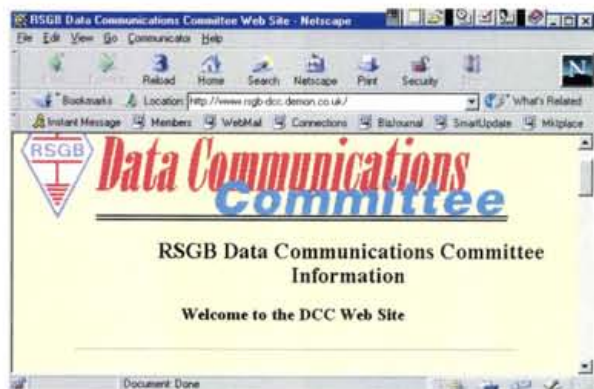 RSGB Data Communications Committee Web Site - Netscape
File Edit View Go Communicator Help
Reload Home Search Netscape Print Security
Bookmarks Location: http://www.rsgb-dcc.demon.co.uk/ What's Related
Instant Message Members WebMail Connections BizJournal SmartUpdate Mktplace
RSGB
Data Communications
Committee
RSGB Data Communications Committee
Information
Welcome to the DCC Web Site
Document: Done